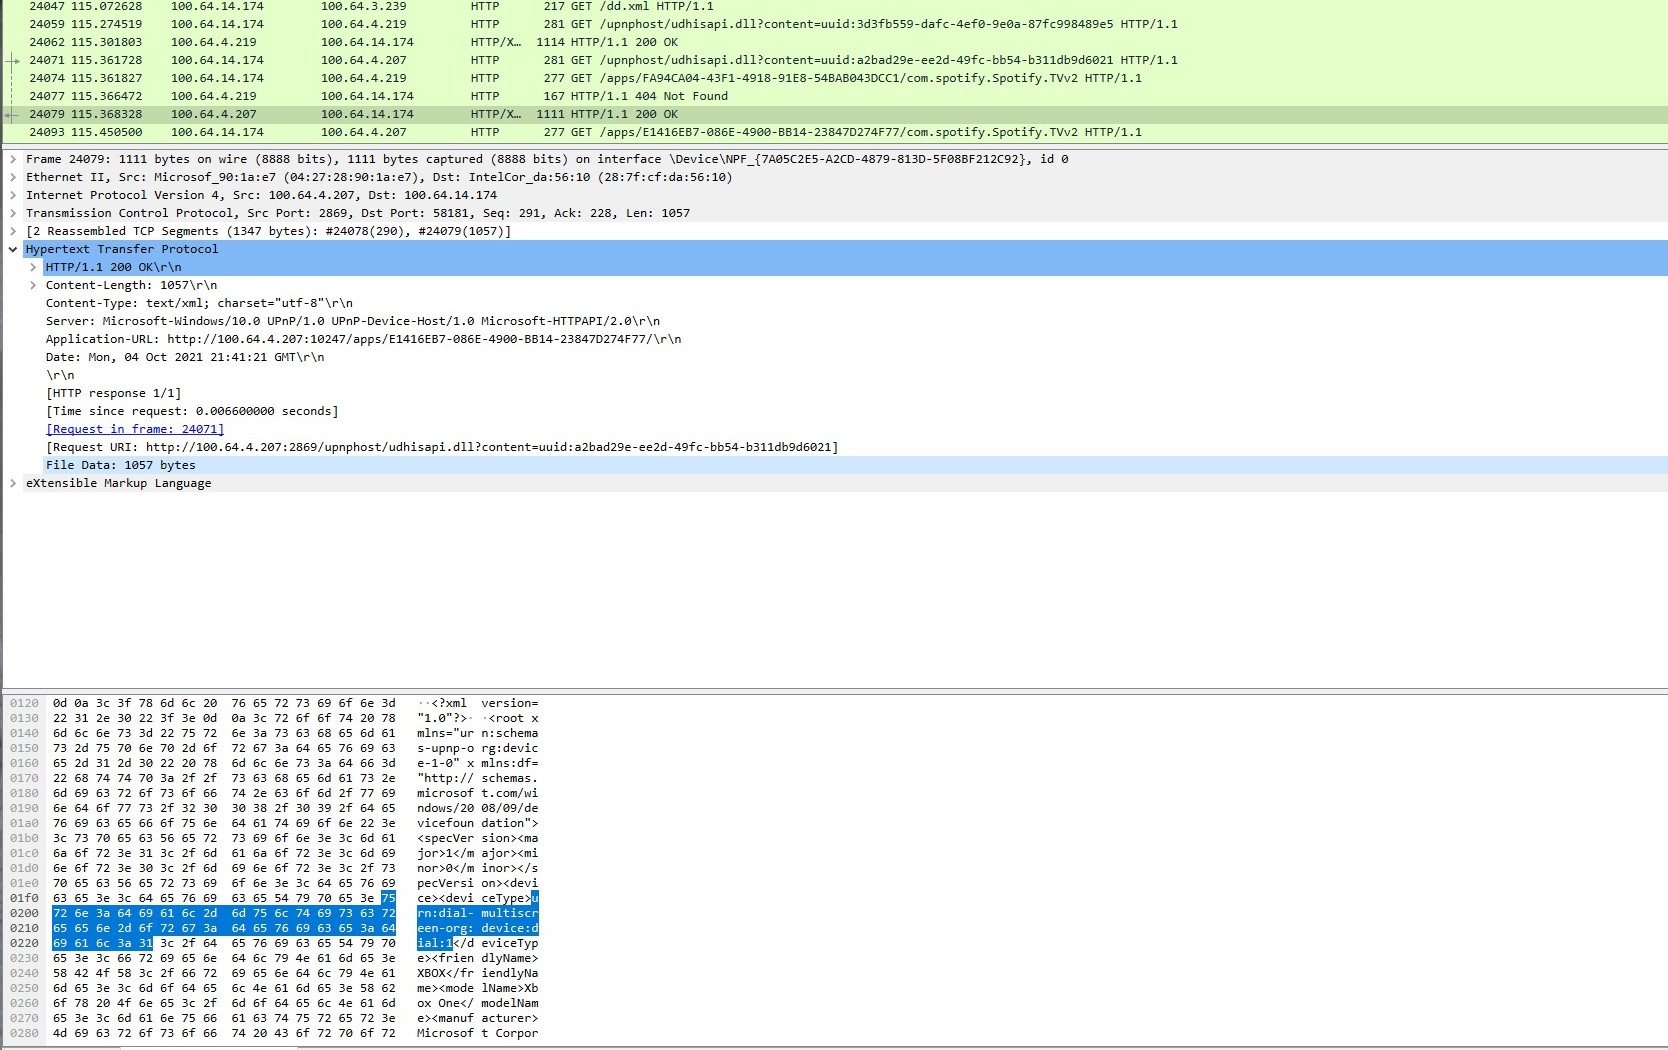 24047 115.072628 100.64.14.174 100.64.3.239 HTTP 217 GET /dd.xml HTTP/1.1
24059 115.274519 100.64.14.174 100.64.4.219 HTTP 281 GET /upnphost/udhisapi.dll?content=uuid:3d3fb559-dafc-4ef0-9e0a-87fc998489e5 HTTP/1.1
24062 115.301803 100.64.4.219 100.64.14.174 HTTP/X… 1114 HTTP/1.1 200 OK
24071 115.361728 100.64.14.174 100.64.4.207 HTTP 281 GET /upnphost/udhisapi.dll?content=uuid:a2bad29e-ee2d-49fc-bb54-b311db9d6021 HTTP/1.1
24074 115.361827 100.64.14.174 100.64.4.219 HTTP 277 GET /apps/FA94CA04-43F1-4918-91E8-54BAB043DCC1/com.spotify.Spotify.TVv2 HTTP/1.1
24077 115.366472 100.64.4.219 100.64.14.174 HTTP 167 HTTP/1.1 404 Not Found
24079 115.368328 100.64.4.207 100.64.14.174 HTTP/X… 1111 HTTP/1.1 200 OK
24093 115.450500 100.64.14.174 100.64.4.207 HTTP 277 GET /apps/E1416EB7-086E-4900-BB14-23847D274F77/com.spotify.Spotify.TVv2 HTTP/1.1
Frame 24079: 1111 bytes on wire (8888 bits), 1111 bytes captured (8888 bits) on interface \Device\NPF_{7A05C2E5-A2CD-4879-813D-5F08BF212C92}, id 0
Ethernet II, Src: Microsof_90:1a:e7 (04:27:28:90:1a:e7), Dst: IntelCor_da:56:10 (28:7f:cf:da:56:10)
Internet Protocol Version 4, Src: 100.64.4.207, Dst: 100.64.14.174
Transmission Control Protocol, Src Port: 2869, Dst Port: 58181, Seq: 291, Ack: 228, Len: 1057
[2 Reassembled TCP Segments (1347 bytes): #24078(290), #24079(1057)]
Hypertext Transfer Protocol
HTTP/1.1 200 OK\r\n
Content-Length: 1057\r\n
Content-Type: text/xml; charset="utf-8"\r\n
Server: Microsoft-Windows/10.0 UPnP/1.0 UPnP-Device-Host/1.0 Microsoft-HTTPAPI/2.0\r\n
Application-URL: http://100.64.4.207:10247/apps/E1416EB7-086E-4900-BB14-23847D274F77/\r\n
Date: Mon, 04 Oct 2021 21:41:21 GMT\r\n
\r\n
[HTTP response 1/1]
[Time since request: 0.006600000 seconds]
[Request in frame: 24071]
[Request URI: http://100.64.4.207:2869/upnphost/udhisapi.dll?content=uuid:a2bad29e-ee2d-49fc-bb54-b311db9d6021]
File Data: 1057 bytes
eXtensible Markup Language
0120 0d 0a 3c 3f 78 6d 6c 20 76 65 72 73 69 6f 6e 3d ··<?xml version=
0130 22 31 2e 30 22 3f 3e 0d 0a 3c 72 6f 6f 74 20 78 "1.0"?>· ·<root x
0140 6d 6c 6e 73 3d 22 75 72 6e 3a 73 63 68 65 6d 61 mlns="ur n:schema
0150 73 2d 75 70 6e 70 2d 6f 72 67 3a 64 65 76 69 63 s-upnp-o rg:devic
0160 65 2d 31 2d 30 22 20 78 6d 6c 6e 73 3a 64 66 3d e-1-0" x mlns:df=
0170 22 68 74 74 70 3a 2f 2f 73 63 68 65 6d 61 73 2e "http:// schemas.
0180 6d 69 63 72 6f 73 6f 66 74 2e 63 6f 6d 2f 77 69 microsof t.com/wi
0190 6e 64 6f 77 73 2f 32 30 30 38 2f 30 39 2f 64 65 ndows/20 08/09/de
01a0 76 69 63 65 66 6f 75 6e 64 61 74 69 6f 6e 22 3e vicefoun dation">
01b0 3c 73 70 65 63 56 65 72 73 69 6f 6e 3e 3c 6d 61 <specVer sion><ma
01c0 6a 6f 72 3e 31 3c 2f 6d 61 6a 6f 72 3e 3c 6d 69 jor>1</m ajor><mi
01d0 6e 6f 72 3e 30 3c 2f 6d 69 6e 6f 72 3e 3c 2f 73 nor>0</m inor></s
01e0 70 65 63 56 65 72 73 69 6f 6e 3e 3c 64 65 76 69 pecVersi on><devi
01f0 63 65 3e 3c 64 65 76 69 63 65 54 79 70 65 3e 75 ce><devi ceType>u
0200 72 6e 3a 64 69 61 6c 2d 6d 75 6c 74 69 73 63 72 rn:dial- multiscr
0210 65 65 6e 2d 6f 72 67 3a 64 65 76 69 63 65 3a 64 een-org: device:d
0220 69 61 6c 3a 31 3c 2f 64 65 76 69 63 65 54 79 70 ial:1</d eviceTyp
0230 65 3e 3c 66 72 69 65 6e 64 6c 79 4e 61 6d 65 3e e><frien dlyName>
0240 58 42 4f 58 3c 2f 66 72 69 65 6e 64 6c 79 4e 61 XBOX</fr iendlyNa
0250 6d 65 3e 3c 6d 6f 64 65 6c 4e 61 6d 65 3e 58 62 me><mode lName>Xb
0260 6f 78 20 4f 6e 65 3c 2f 6d 6f 64 65 6c 4e 61 6d ox One</ modelNam
0270 65 3e 3c 6d 61 6e 75 66 61 63 74 75 72 65 72 3e e><manuf acturer>
0280 4d 69 63 72 6f 73 6f 66 74 20 43 6f 72 70 6f 72 Microsof t Corpor